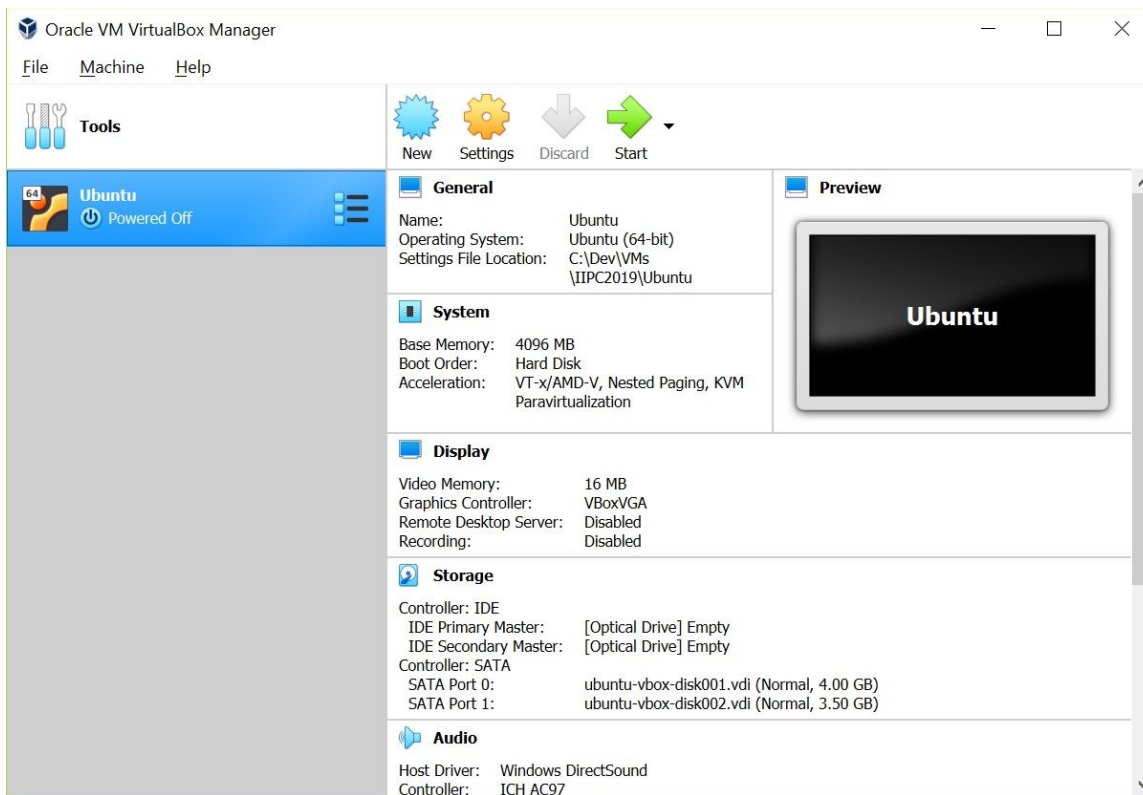 Oracle VM VirtualBox Manager
File Machine Help
Tools
New Settings Discard Start
64
Ubuntu
Powered Off
General
Name: Ubuntu
Operating System: Ubuntu (64-bit)
Settings File Location: C:\Dev\VMs
\IIPC2019\Ubuntu
Preview
Ubuntu
System
Base Memory: 4096 MB
Boot Order: Hard Disk
Acceleration: VT-x/AMD-V, Nested Paging, KVM
Paravirtualization
Display
Video Memory: 16 MB
Graphics Controller: VBoxVGA
Remote Desktop Server: Disabled
Recording: Disabled
Storage
Controller: IDE
IDE Primary Master: [Optical Drive] Empty
IDE Secondary Master: [Optical Drive] Empty
Controller: SATA
SATA Port 0: ubuntu-vbox-disk001.vdi (Normal, 4.00 GB)
SATA Port 1: ubuntu-vbox-disk002.vdi (Normal, 3.50 GB)
Audio
Host Driver: Windows DirectSound
Controller: ICH AC97